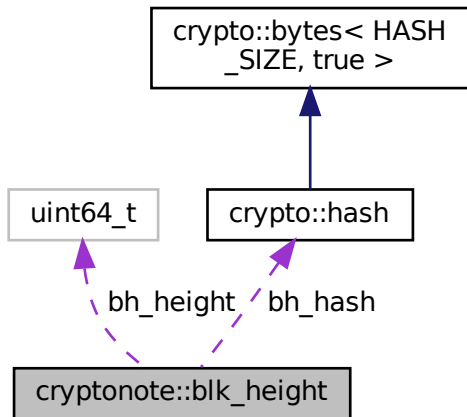 crypto::bytes< HASH
_SIZE, true >
uint64_t
crypto::hash
bh_height
bh_hash
cryptonote::blk_height